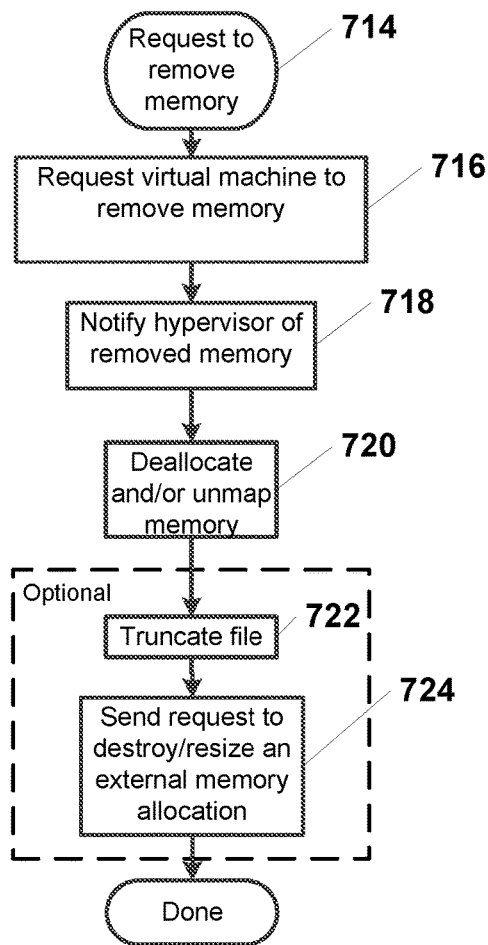 Request to
remove
memory
714
Request virtual machine to
remove memory
716
Notify hypervisor of
removed memory
718
Deallocate
and/or unmap
memory
720
Optional
Truncate file
722
Send request to
destroy/resize an
external memory
allocation
724
Done